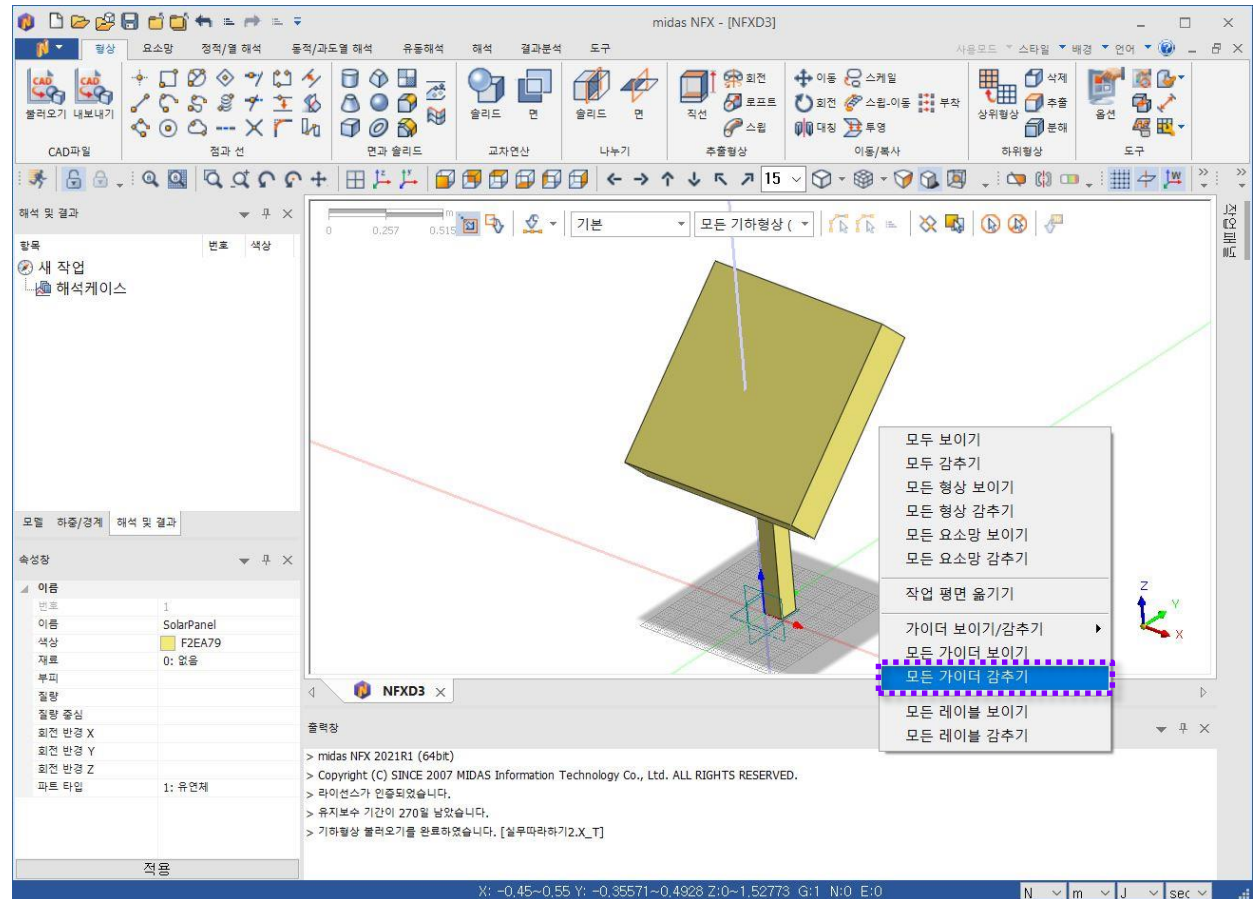 midas NFX - [NFXD3]
형상 요소망 정적/열 해석 동적/과도열 해석 유동해석 해석 결과분석 도구
사용모드 스타일 배경 언어
CAD CAD
불러오기 내보내기
솔리드 면 솔리드 면 직선
회전 로프트 스윕
이동 스케일
회전 스윕-이동 부착
대칭 투영
상위형상 삭제 추출 분해
옵션
CAD파일 점과 선 면과 솔리드 교차연산 나누기 추출형상 이동/복사 하위형상 도구
15
해석 및 결과
항목 번호 색상
새 작업
해석케이스
모델 하중/경계 해석 및 결과
속성창
이름
번호 1
이름 SolarPanel
색상 F2EA79
재료 0: 없음
부피
질량
질량 중심
회전 반경 X
회전 반경 Y
회전 반경 Z
파트 타입 1: 유연체
적용
m
0 0.257 0.515
기본 모든 기하형상 (
작업패널
모두 보이기
모두 감추기
모든 형상 보이기
모든 형상 감추기
모든 요소망 보이기
모든 요소망 감추기
작업 평면 옮기기
가이더 보이기/감추기
모든 가이더 보이기
모든 가이더 감추기
모든 레이블 보이기
모든 레이블 감추기
Z
Y
X
NFXD3
출력창
> midas NFX 2021R1 (64bit)
> Copyright (C) SINCE 2007 MIDAS Information Technology Co., Ltd. ALL RIGHTS RESERVED.
> 라이선스가 인증되었습니다.
> 유지보수 기간이 270일 남았습니다.
> 기하형상 불러오기를 완료하였습니다. [실무따라하기2.X_T]
X: -0.45~0.55 Y: -0.35571~0.4928 Z:0~1.52773 G:1 N:0 E:0
N m J sec